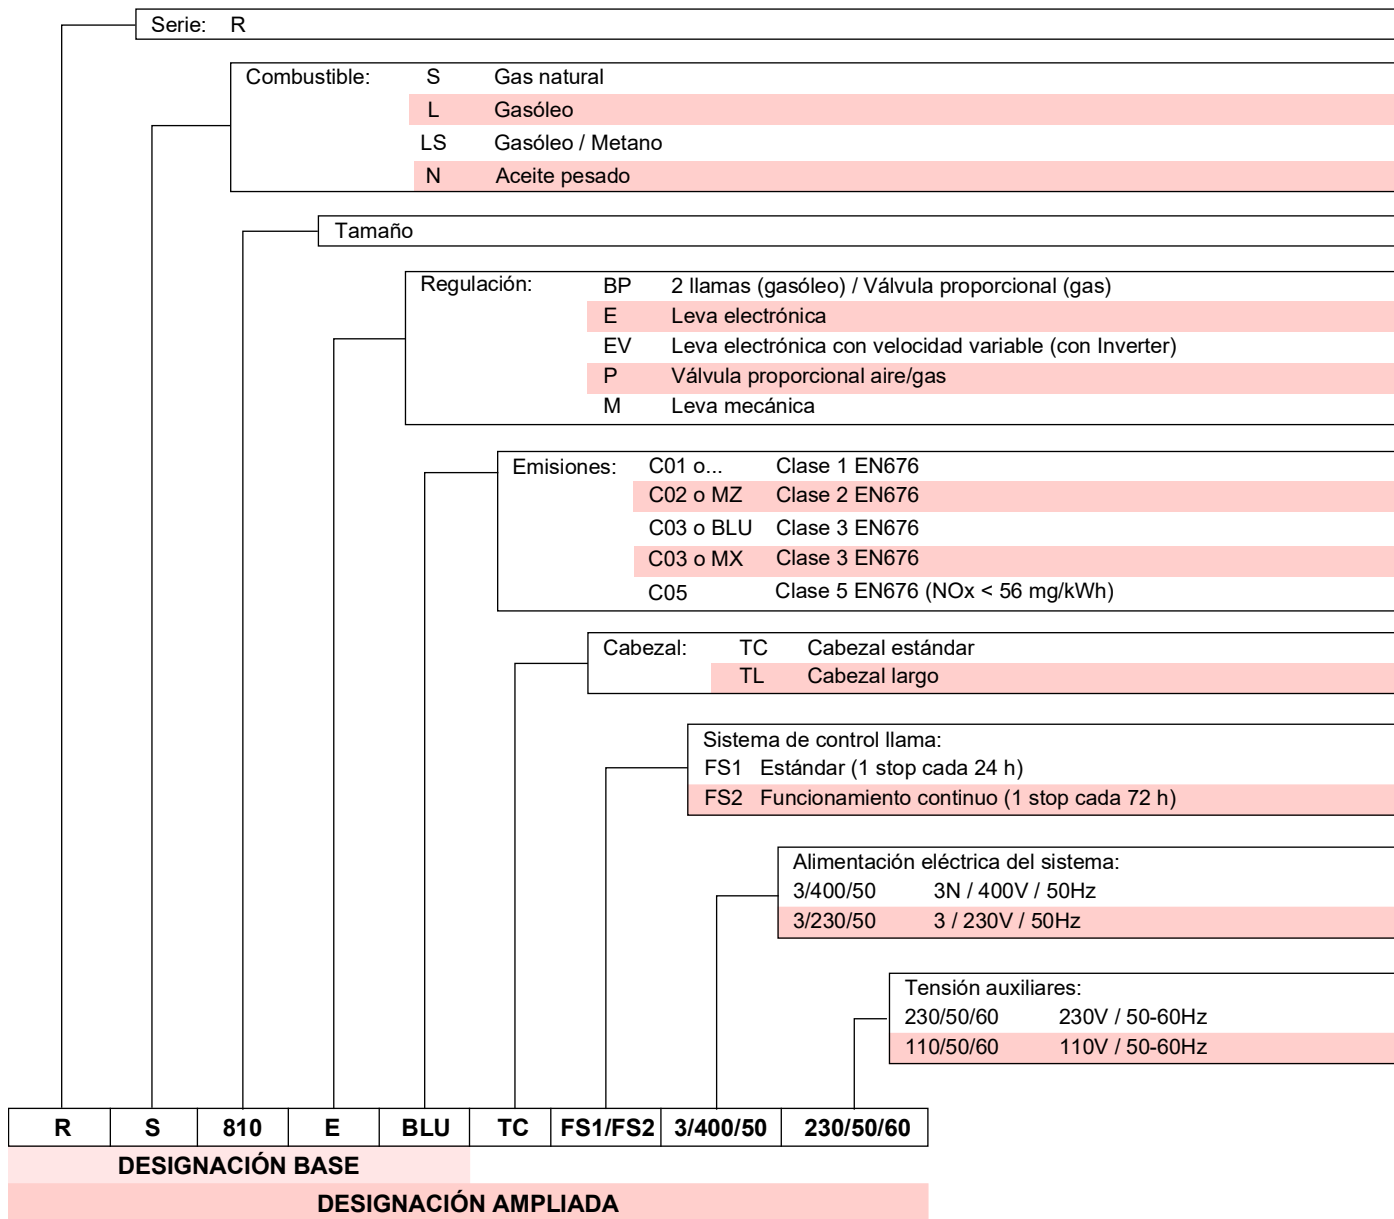 Serie: R
Combustible: S Gas natural
L Gasóleo
LS Gasóleo / Metano
N Aceite pesado
Tamaño
Regulación: BP 2 llamas (gasóleo) / Válvula proporcional (gas)
E Leva electrónica
EV Leva electrónica con velocidad variable (con Inverter)
P Válvula proporcional aire/gas
M Leva mecánica
Emisiones: C01 o... Clase 1 EN676
C02 o MZ Clase 2 EN676
C03 o BLU Clase 3 EN676
C03 o MX Clase 3 EN676
C05 Clase 5 EN676 (NOx < 56 mg/kWh)
Cabezal: TC Cabezal estándar
TL Cabezal largo
Sistema de control llama:
FS1 Estándar (1 stop cada 24 h)
FS2 Funcionamiento continuo (1 stop cada 72 h)
Alimentación eléctrica del sistema:
3/400/50 3N / 400V / 50Hz
3/230/50 3 / 230V / 50Hz
Tensión auxiliares:
230/50/60 230V / 50-60Hz
110/50/60 110V / 50-60Hz
R S 810 E BLU TC FS1/FS2 3/400/50 230/50/60
DESIGNACIÓN BASE
DESIGNACIÓN AMPLIADA